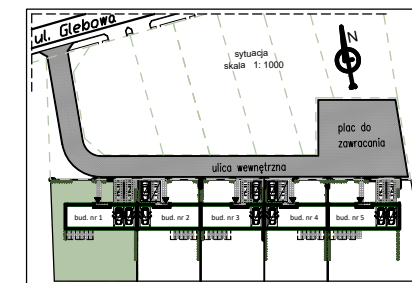 ul. Glebowa
sytuacja
skala 1: 1000
N
plac do
zawracania
ulica wewnętrzna
bud. nr 1
bud. nr 2
bud. nr 3
bud. nr 4
bud. nr 5